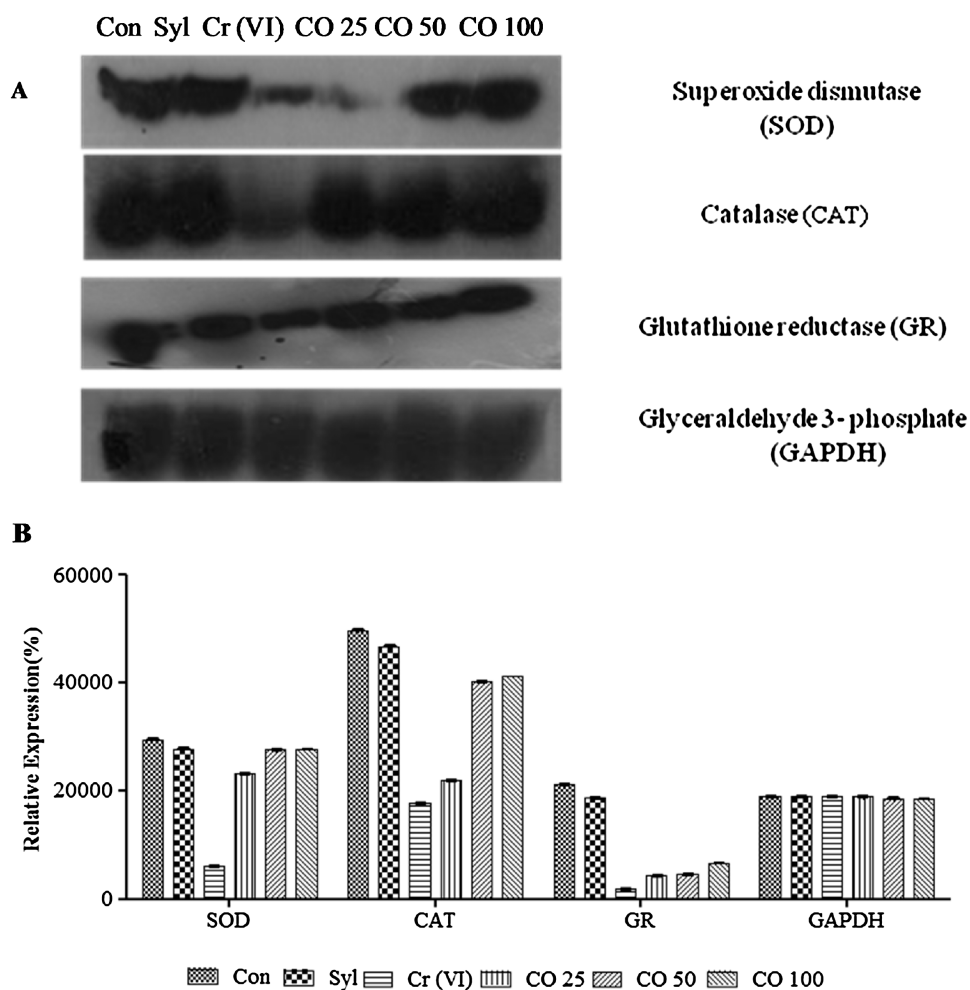 Con Syl Cr (VI) CO 25 CO 50 CO 100
A
Superoxide dismutase
(SOD)
Catalase (CAT)
Glutathione reductase (GR)
Glyceraldehyde 3-phosphate
(GAPDH)
B
Relative Expression(%)
60000
40000
20000
0
SOD CAT GR GAPDH
Con Syl Cr (VI) CO 25 CO 50 CO 100